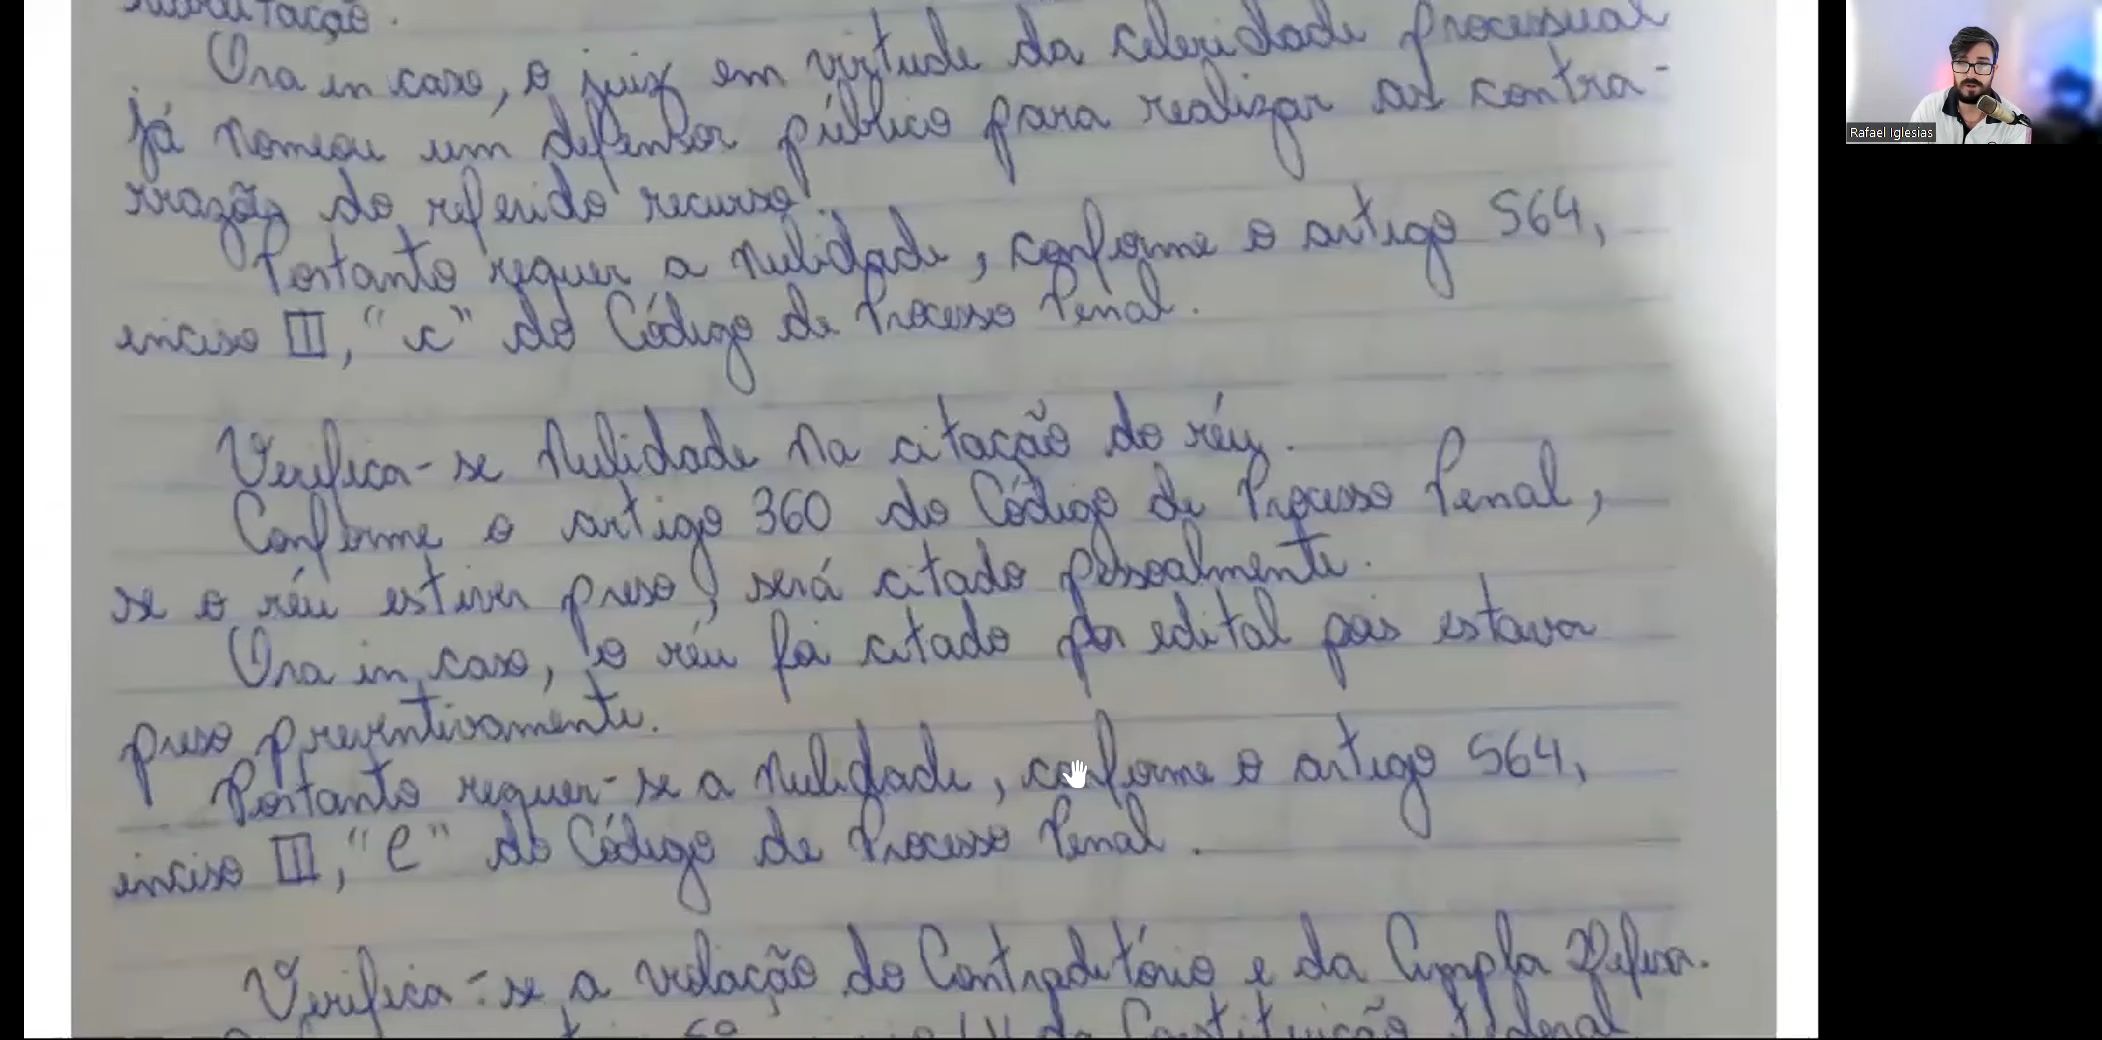 Ora in caso, o juiz em virtude da celeridade processual
já nomeou um defensor público para realizar as contra-
rrazões do referido recurso.
Portanto requer a nulidade, conforme o artigo 564,
inciso III, "c" do Código de Processo Penal.
Verifica-se nulidade na citação do réu.
Conforme o artigo 360 do Código de Processo Penal,
se o réu estiver preso, será citado pessoalmente.
Ora in caso, o réu foi citado por edital pois estava
preso preventivamente.
Portanto requer-se a nulidade, conforme o artigo 564,
inciso III, "e" do Código de Processo Penal.
Verifica-se a violação do Contraditório e da Ampla Defesa.
da Constituição Federal
Rafael Iglesias